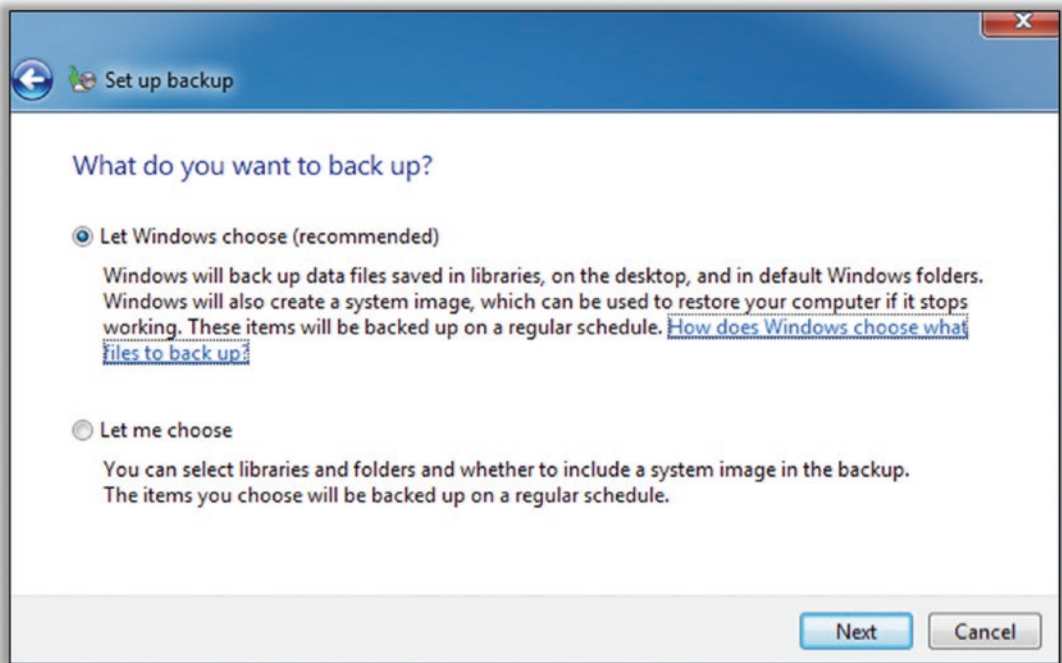 Set up backup
What do you want to back up?
Let Windows choose (recommended)
Windows will back up data files saved in libraries, on the desktop, and in default Windows folders.
Windows will also create a system image, which can be used to restore your computer if it stops
working. These items will be backed up on a regular schedule. How does Windows choose what
files to back up?
Let me choose
You can select libraries and folders and whether to include a system image in the backup.
The items you choose will be backed up on a regular schedule.
Next Cancel